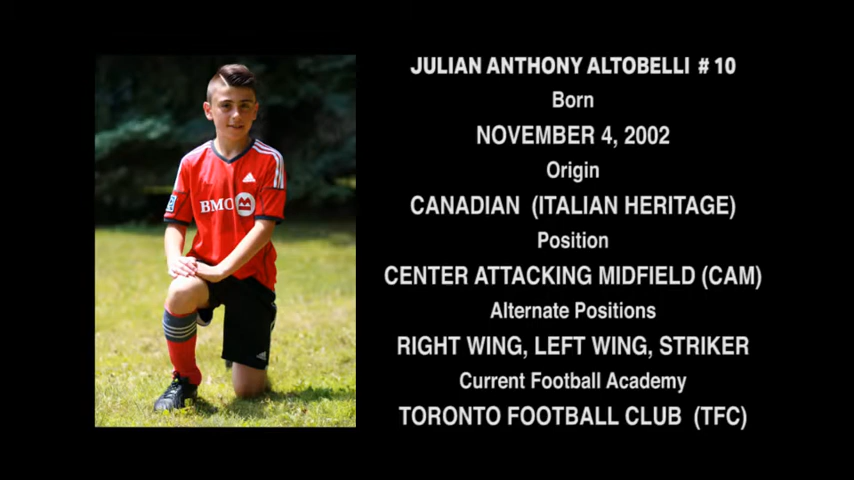 JULIAN ANTHONY ALTOBELLI # 10
Born
NOVEMBER 4, 2002
Origin
CANADIAN (ITALIAN HERITAGE)
Position
CENTER ATTACKING MIDFIELD (CAM)
Alternate Positions
RIGHT WING, LEFT WING, STRIKER
Current Football Academy
TORONTO FOOTBALL CLUB (TFC)
BMO